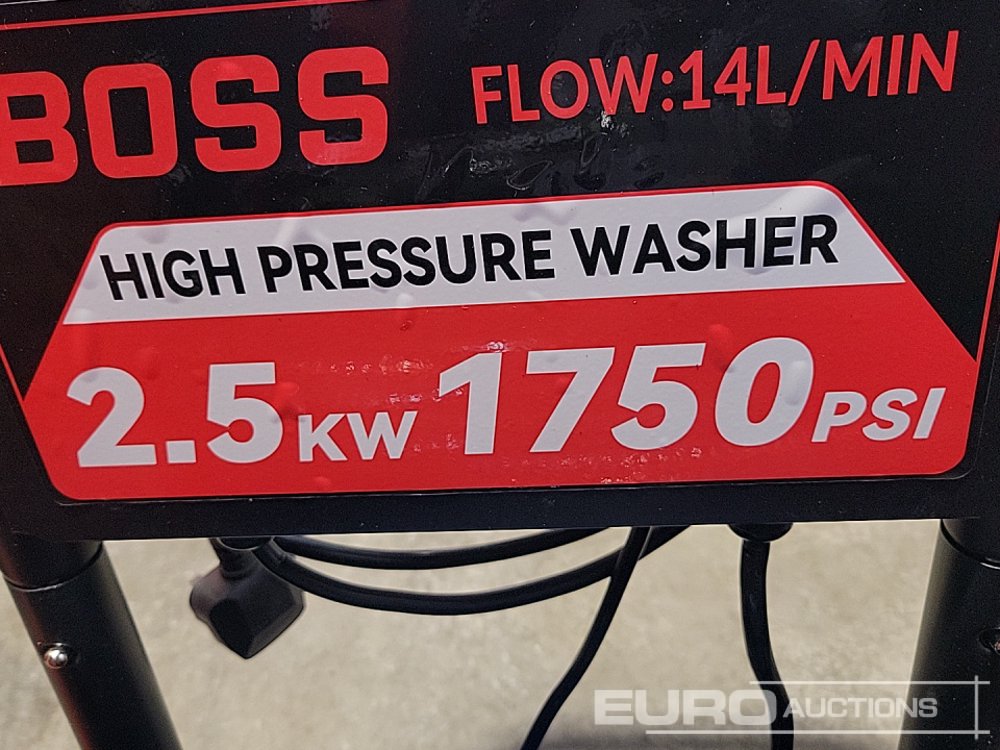 BOSS
FLOW:14L/MIN
HIGH PRESSURE WASHER
2.5KW 1750PSI
EURO AUCTIONS